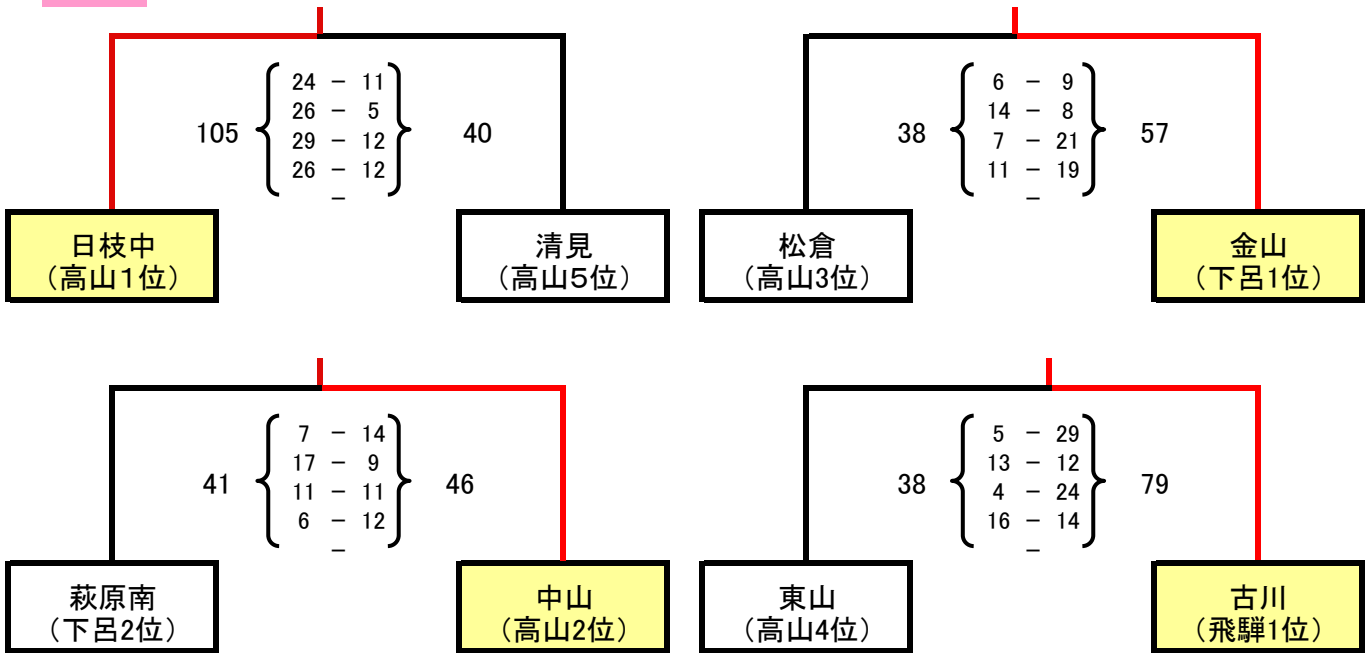 24 － 11
26 － 5
105 29 － 12 40
26 － 12
－
日枝中
（高山１位）
清見
（高山５位）
6 － 9
14 － 8
38 7 － 21 57
11 － 19
－
松倉
（高山3位）
金山
（下呂1位）
7 － 14
17 － 9
41 11 － 11 46
6 － 12
－
萩原南
（下呂2位）
中山
（高山2位）
5 － 29
13 － 12
38 4 － 24 79
16 － 14
－
東山
（高山4位）
古川
（飛騨1位）